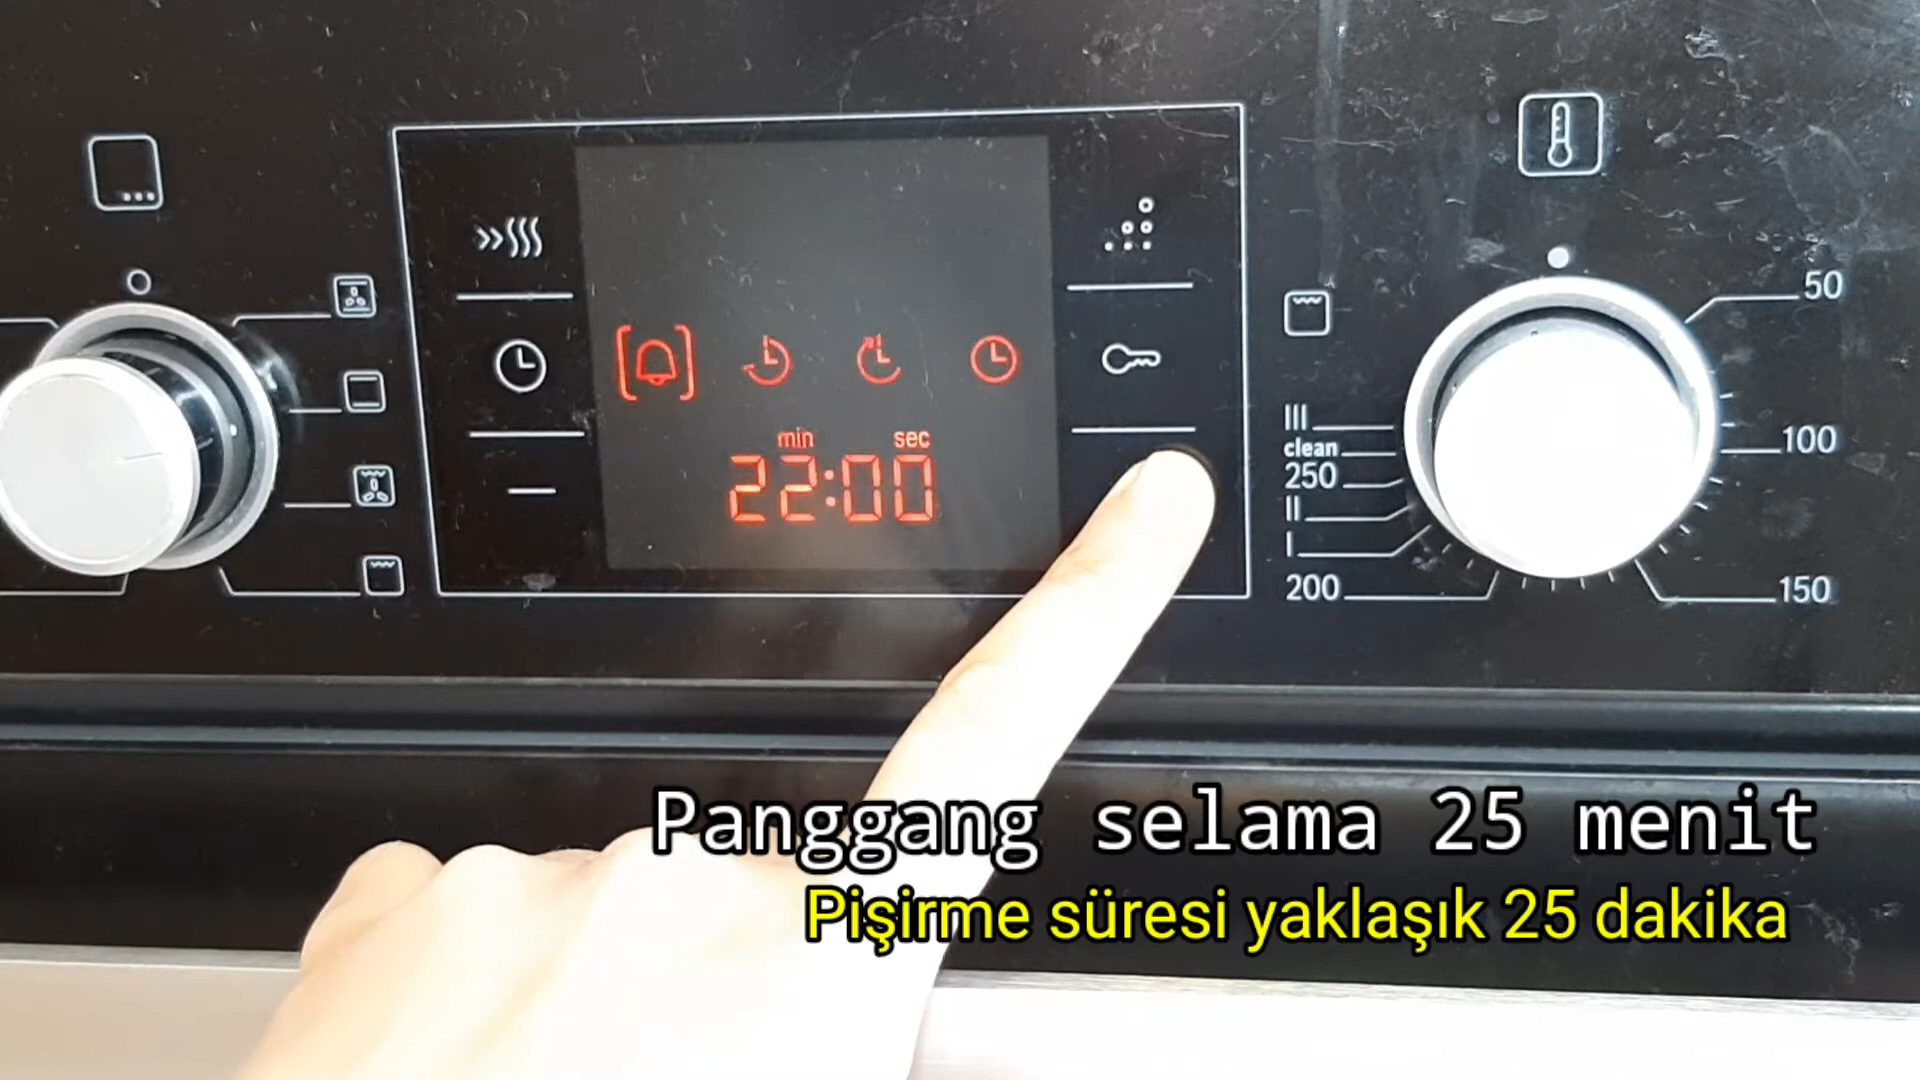 min sec
22:00
50
100
150
200
III
clean
250
II
I
Panggang selama 25 menit
Pişirme süresi yaklaşık 25 dakika